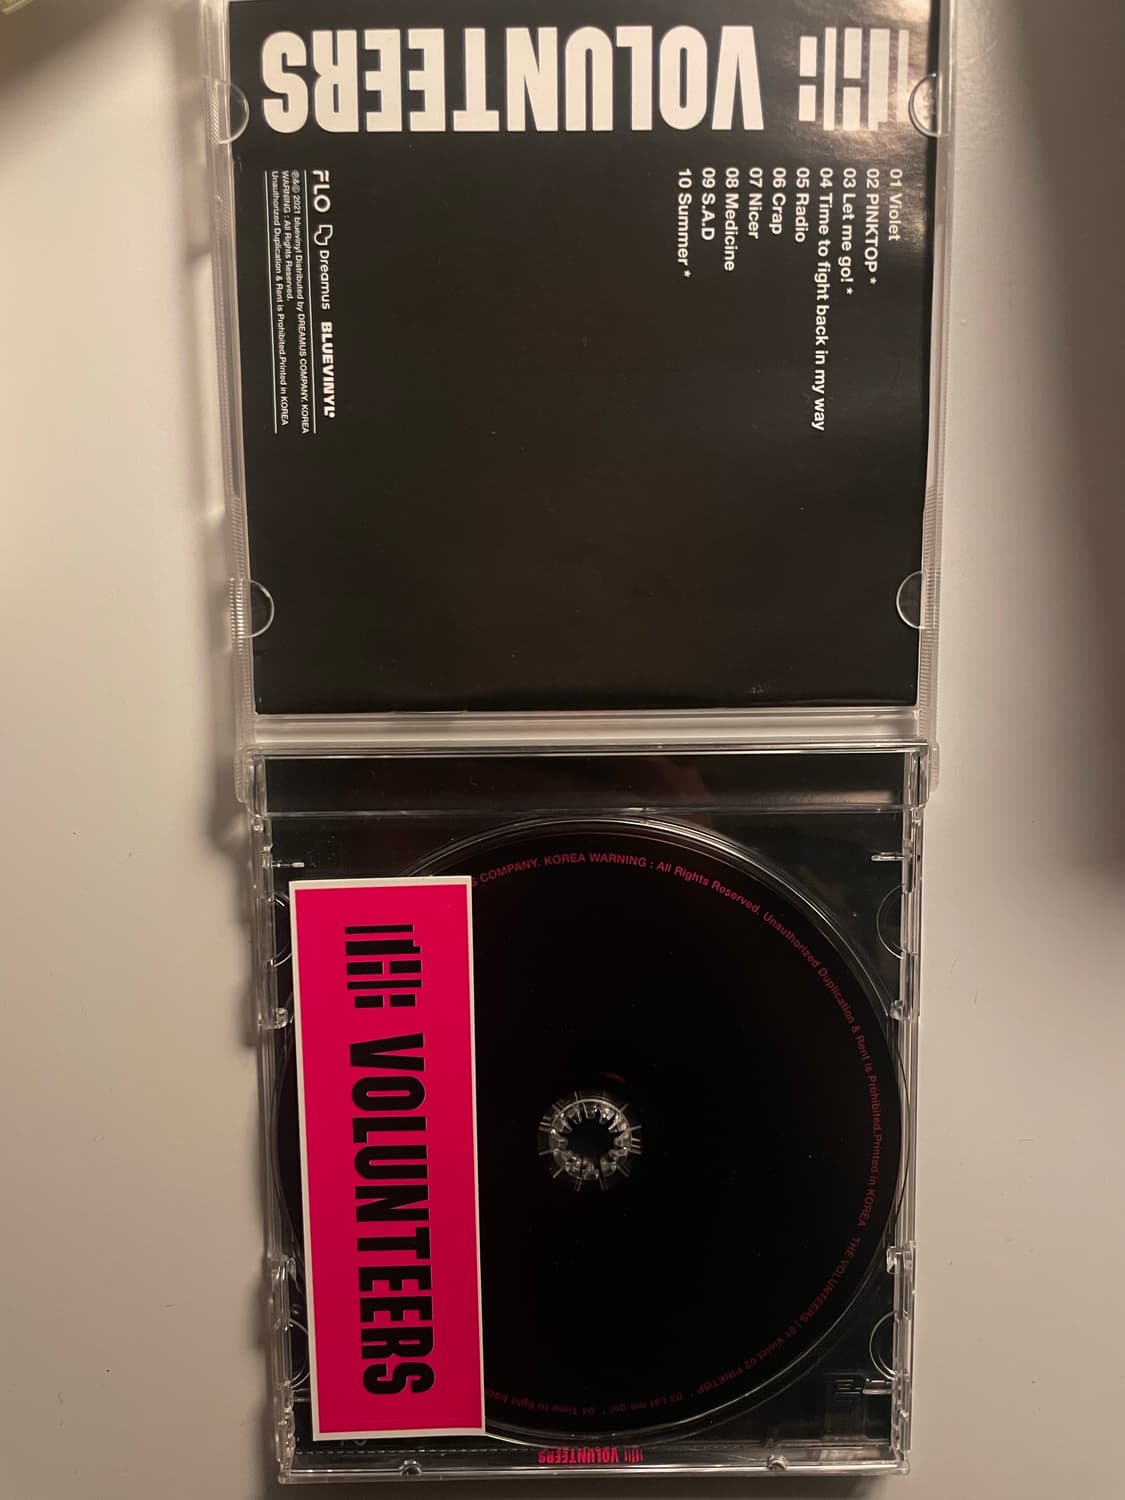 THE VOLUNTEERS
01 Violet
02 PINKTOP *
03 Let me go! *
04 Time to fight back in my way
05 Radio
06 Crap
07 Nicer
08 Medicine
09 S.A.D
10 Summer *
FLO Dreamus BLUEVINYL
℗&© 2021 bluevinyl Distributed by DREAMUS COMPANY. KOREA
WARNING : All Rights Reserved.
Unauthorized Duplication & Rent is Prohibited.Printed in KOREA
COMPANY. KOREA WARNING : All Rights Reserved. Unauthorized Duplication & Rent is Prohibited.Printed in KOREA THE VOLUNTEERS | 01 Violet 02 PINKTOP * 03 Let me go! * 04 Time to fight back
THE VOLUNTEERS
THE VOLUNTEERS